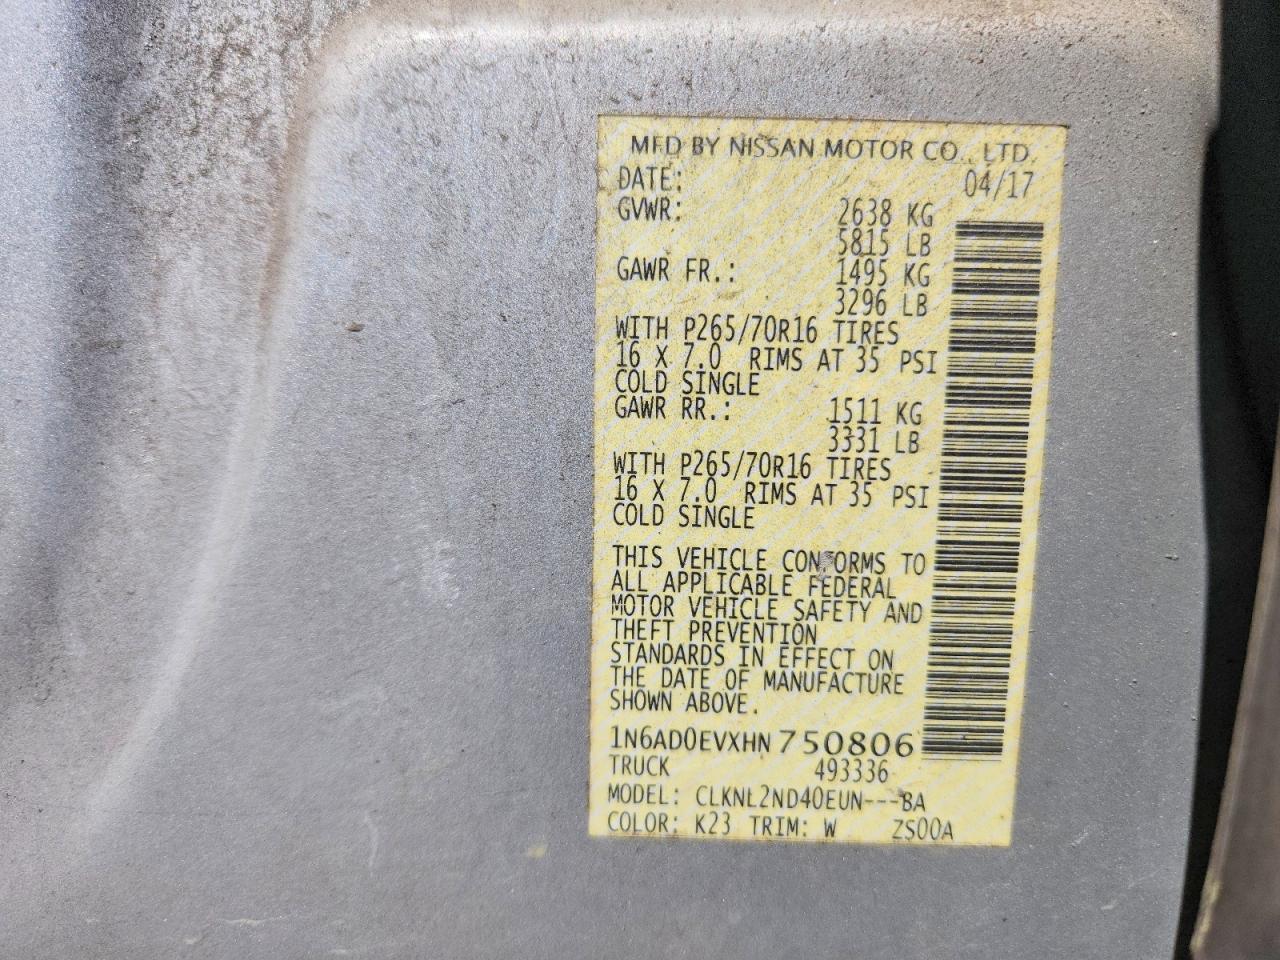 MFD BY NISSAN MOTOR CO., LTD.
DATE: 04/17
GVWR: 2638 KG
5815 LB
GAWR FR.: 1495 KG
3296 LB
WITH P265/70R16 TIRES
16 X 7.0 RIMS AT 35 PSI
COLD SINGLE
GAWR RR.: 1511 KG
3331 LB
WITH P265/70R16 TIRES
16 X 7.0 RIMS AT 35 PSI
COLD SINGLE
THIS VEHICLE CONFORMS TO
ALL APPLICABLE FEDERAL
MOTOR VEHICLE SAFETY AND
THEFT PREVENTION
STANDARDS IN EFFECT ON
THE DATE OF MANUFACTURE
SHOWN ABOVE.
1N6AD0EVXHN750806
TRUCK 493336
MODEL: CLKNL2ND40EUN---BA
COLOR: K23 TRIM: W ZS00A